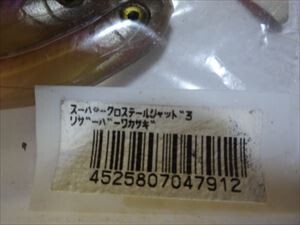 ｽｰﾊﾟｰｸﾛｽﾃｰﾙｼｬｯﾄﾞ3
ﾘｻﾞｰﾊﾞｰﾜｶｻｷﾞ
4525807047912